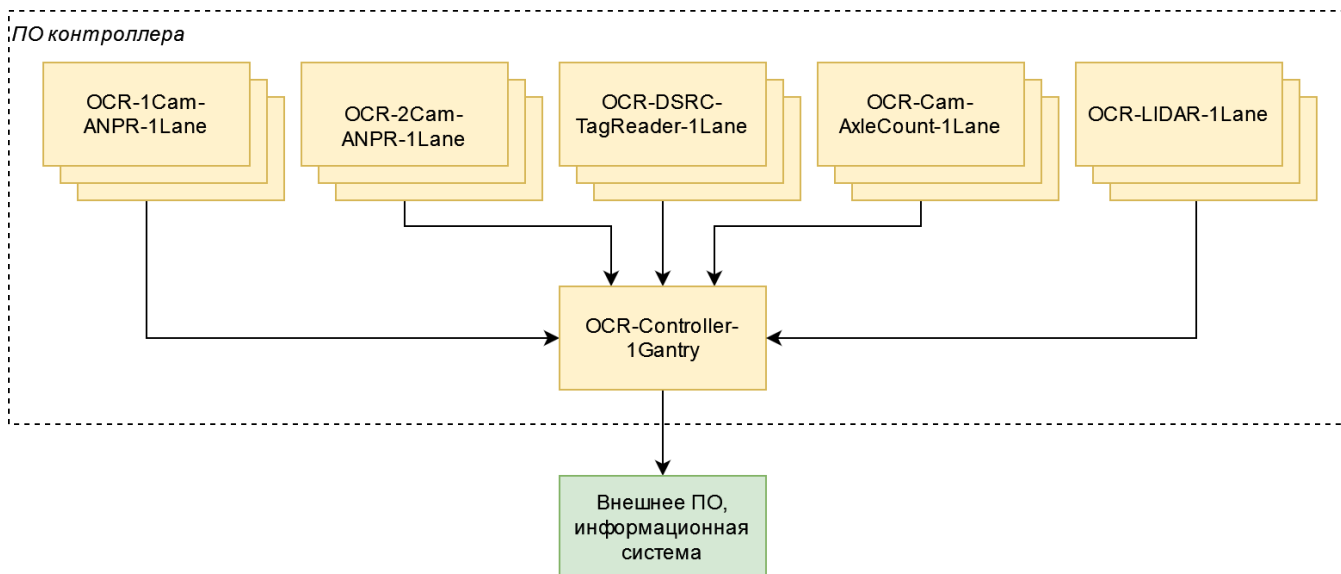 ПО контроллера
OCR-1Cam-
ANPR-1Lane
OCR-2Cam-
ANPR-1Lane
OCR-DSRC-
TagReader-1Lane
OCR-Cam-
AxleCount-1Lane
OCR-LIDAR-1Lane
OCR-Controller-
1Gantry
Внешнее ПО,
информационная
система